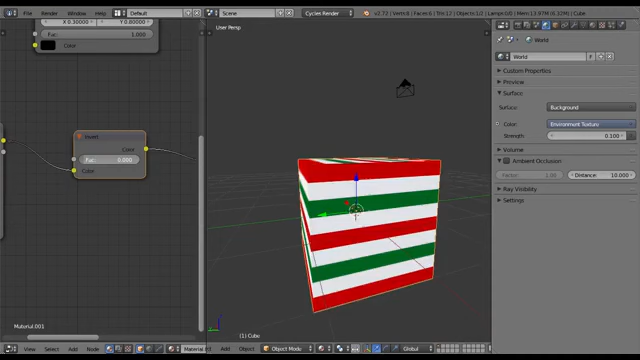 File
Render
Window
Help
Default
Scene
Cycles Render
v2.72 | Verts:8 | Faces:6 | Tris:12 | Objects:1/2 | Lamps:0/0 | Mem:13.97M (6.32M) | Cube
X 0.30000
Y 0.80000
Fac: 1.000
Color
Invert
Color
Fac: 0.000
Color
Material.001
View
Select
Add
Node
Material
User Persp
(1) Cube
Add
Object
Object Mode
Global
World
World
F
Custom Properties
Preview
Surface
Surface: Background
Color: Environment Texture
Strength 0.100
Volume
Ambient Occlusion
Factor: 1.00
Distance: 10.000
Ray Visibility
Settings